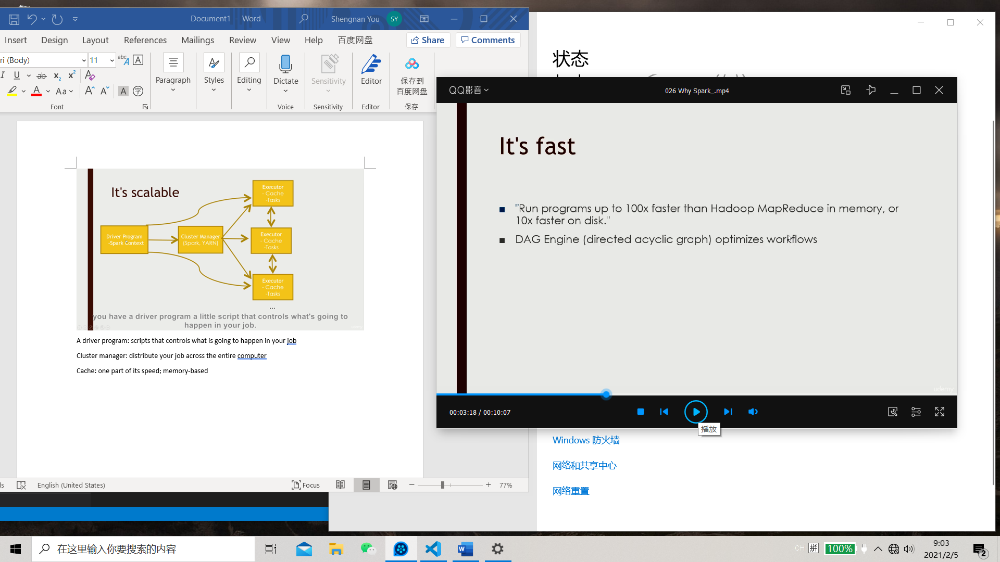 Document1 - Word
Shengnan You
SY
Insert
Design
Layout
References
Mailings
Review
View
Help
百度网盘
Share
Comments
(Body)
11
abc
A
A
I
U
ab
x2
x2
A
A
Aa
A
A
A
字
Font
Paragraph
Styles
Editing
Dictate
Voice
Sensitivity
Sensitivity
Editor
Editor
保存到
百度网盘
保存
It's scalable
Executor
- Cache
-Tasks
Driver Program
-Spark Context
Cluster Manager
(Spark, YARN)
Executor
- Cache
-Tasks
Executor
- Cache
-Tasks
...
you have a driver program a little script that controls what's going to
happen in your job.
A driver program: scripts that controls what is going to happen in your job
Cluster manager: distribute your job across the entire computer
Cache: one part of its speed; memory-based
English (United States)
Focus
77%
状态
QQ影音
026 Why Spark_.mp4
It's fast
■ "Run programs up to 100x faster than Hadoop MapReduce in memory, or
10x faster on disk."
■ DAG Engine (directed acyclic graph) optimizes workflows
udemy
00:03:18 / 00:10:07
播放
Windows 防火墙
网络和共享中心
网络重置
在这里输入你要搜索的内容
CH
拼
100%
9:03
2021/2/5
2